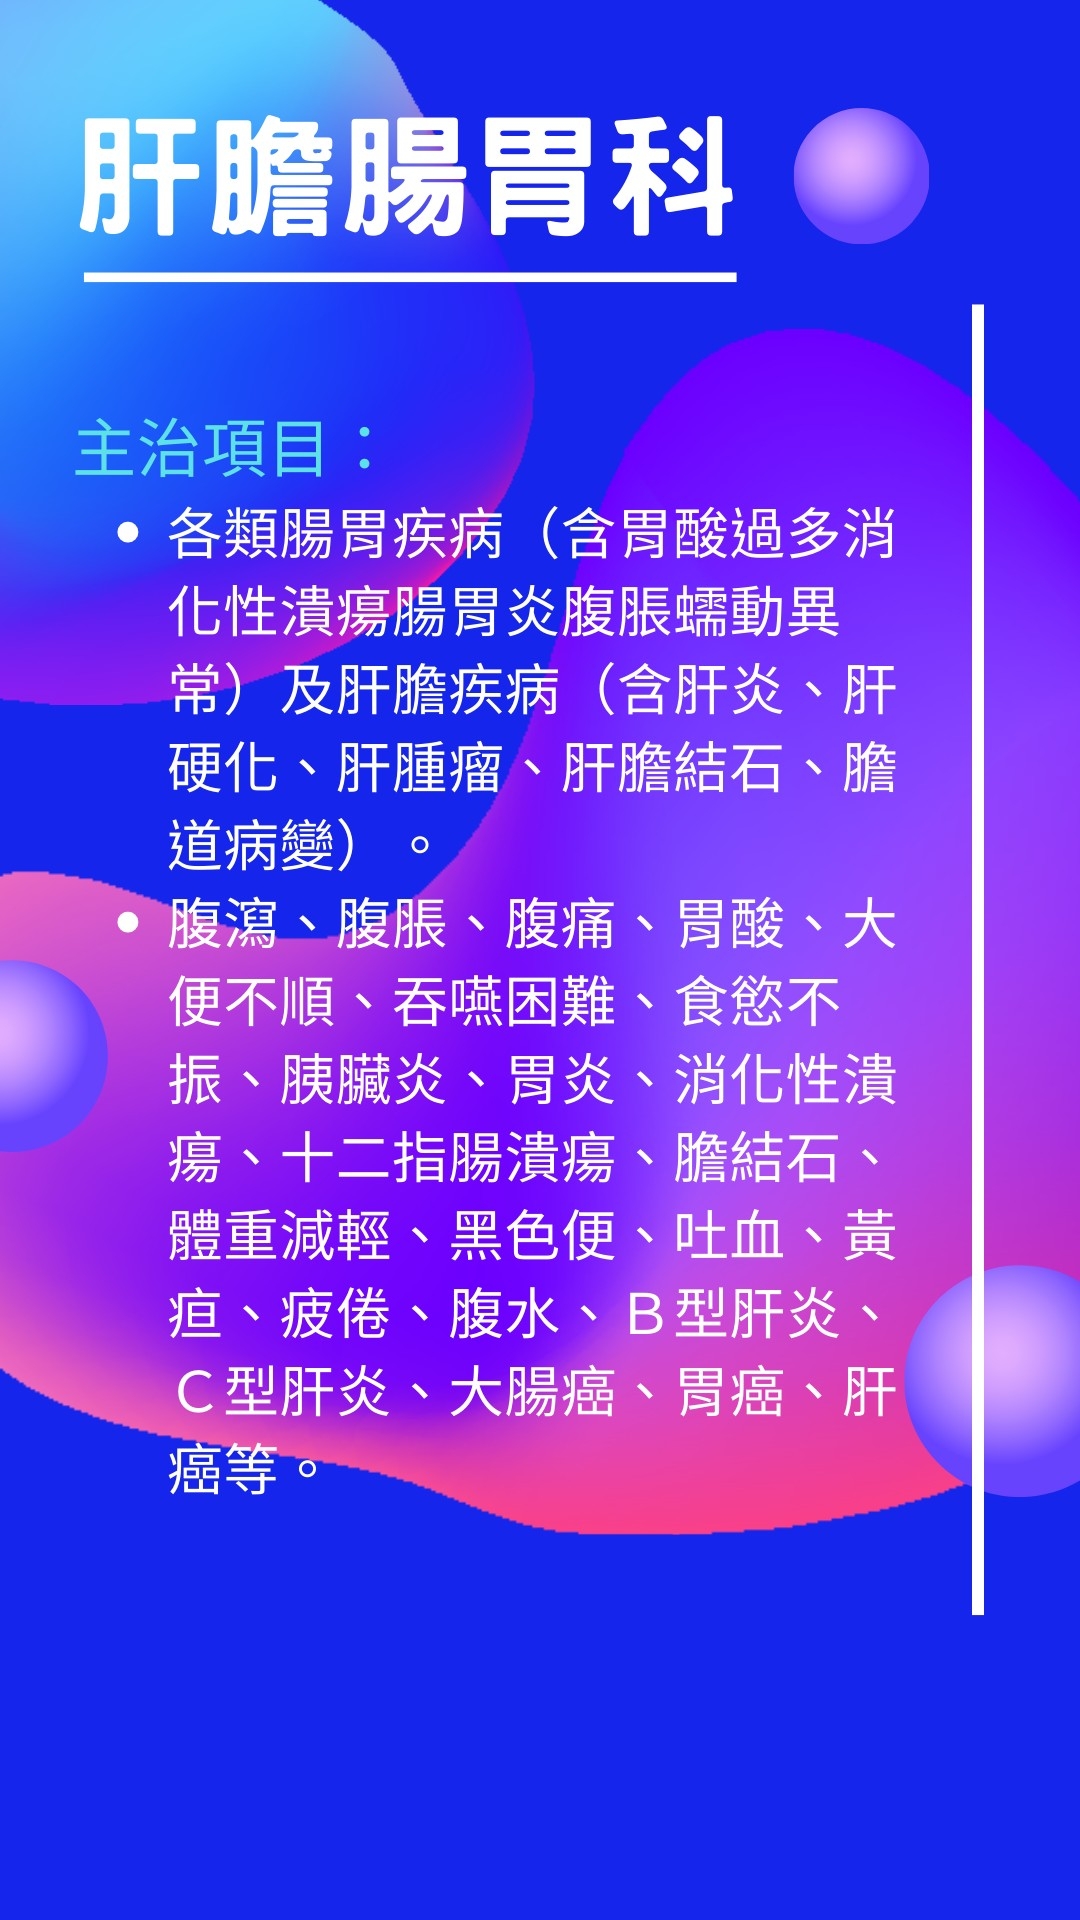 肝膽腸胃科
主治項目：
• 各類腸胃疾病（含胃酸過多消
化性潰瘍腸胃炎腹脹蠕動異
常）及肝膽疾病（含肝炎、肝
硬化、肝腫瘤、肝膽結石、膽
道病變）。
• 腹瀉、腹脹、腹痛、胃酸、大
便不順、吞嚥困難、食慾不
振、胰臟炎、胃炎、消化性潰
瘍、十二指腸潰瘍、膽結石、
體重減輕、黑色便、吐血、黃
疸、疲倦、腹水、Ｂ型肝炎、
Ｃ型肝炎、大腸癌、胃癌、肝
癌等。